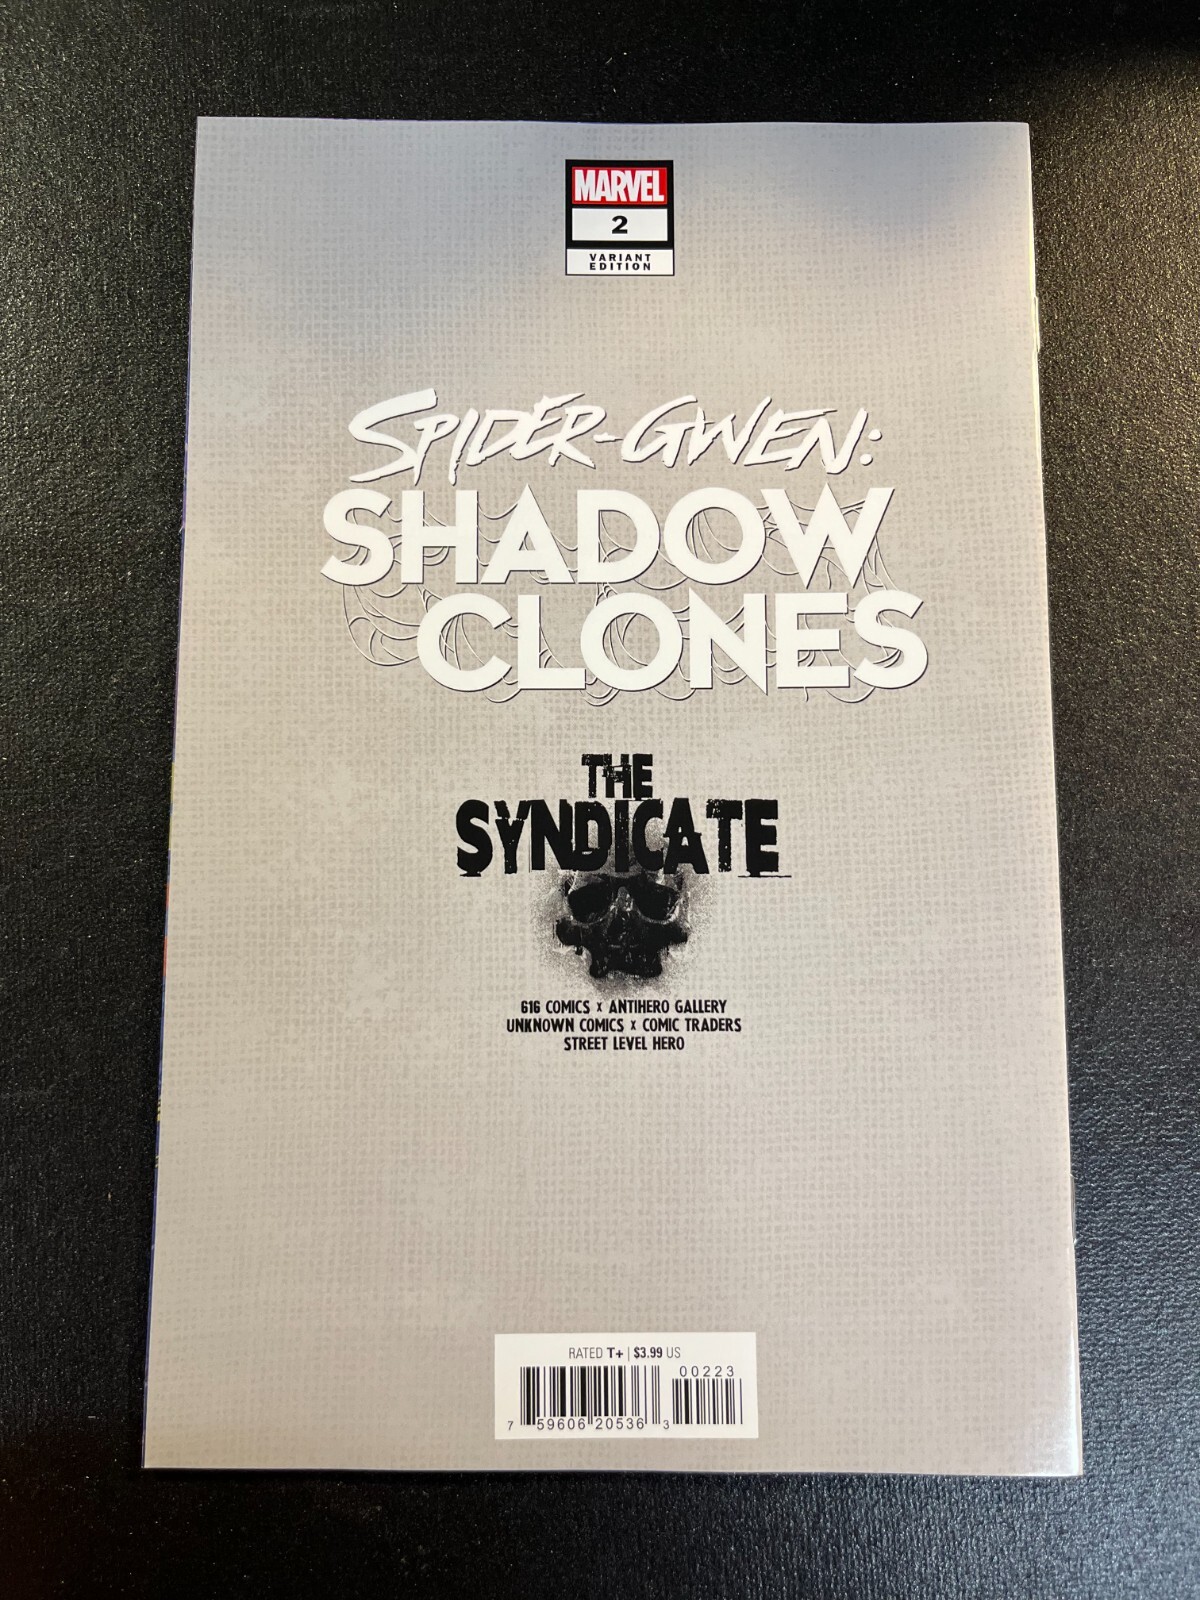 MARVEL
2
VARIANT
EDITION
SPIDER-GWEN:
SHADOW
CLONES
THE
SYNDICATE
616 COMICS x ANTIHERO GALLERY
UNKNOWN COMICS x COMIC TRADERS
STREET LEVEL HERO
RATED T+ | $3.99 US
00223
7 59606 20536 3